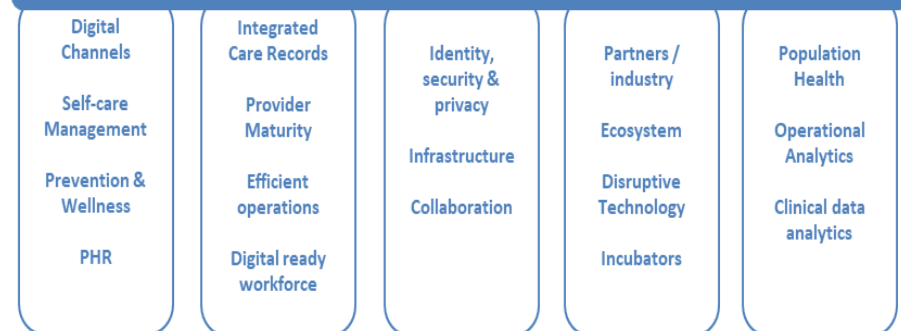 Digital
Channels
Self-care
Management
Prevention &
Wellness
PHR
Integrated
Care Records
Provider
Maturity
Efficient
operations
Digital ready
workforce
Identity,
security &
privacy
Infrastructure
Collaboration
Partners /
industry
Ecosystem
Disruptive
Technology
Incubators
Population
Health
Operational
Analytics
Clinical data
analytics